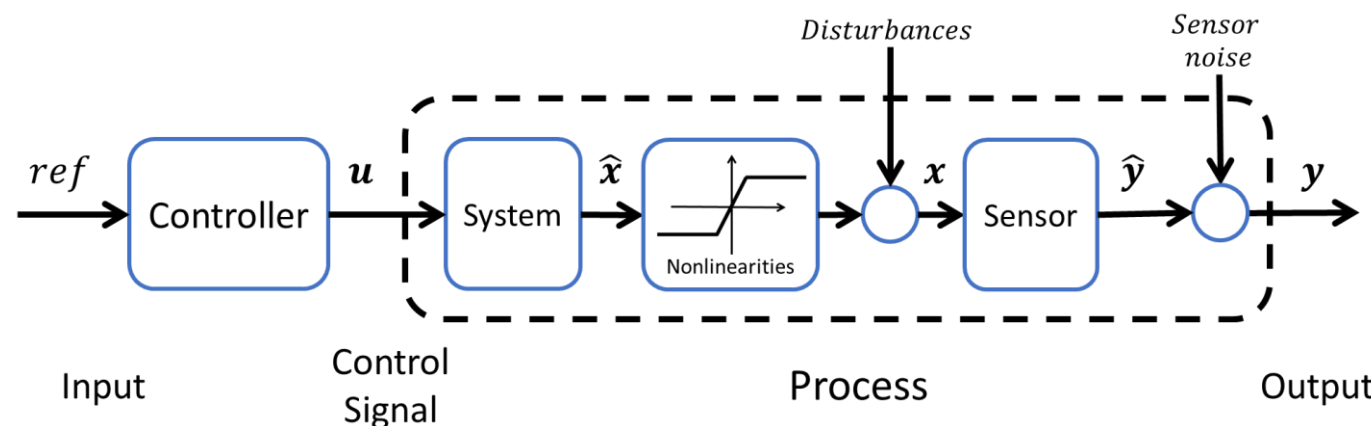 Disturbances
Sensor
noise
ref
Controller
u
System
x̂
Nonlinearities
x
Sensor
ŷ
y
Input
Control
Signal
Process
Output